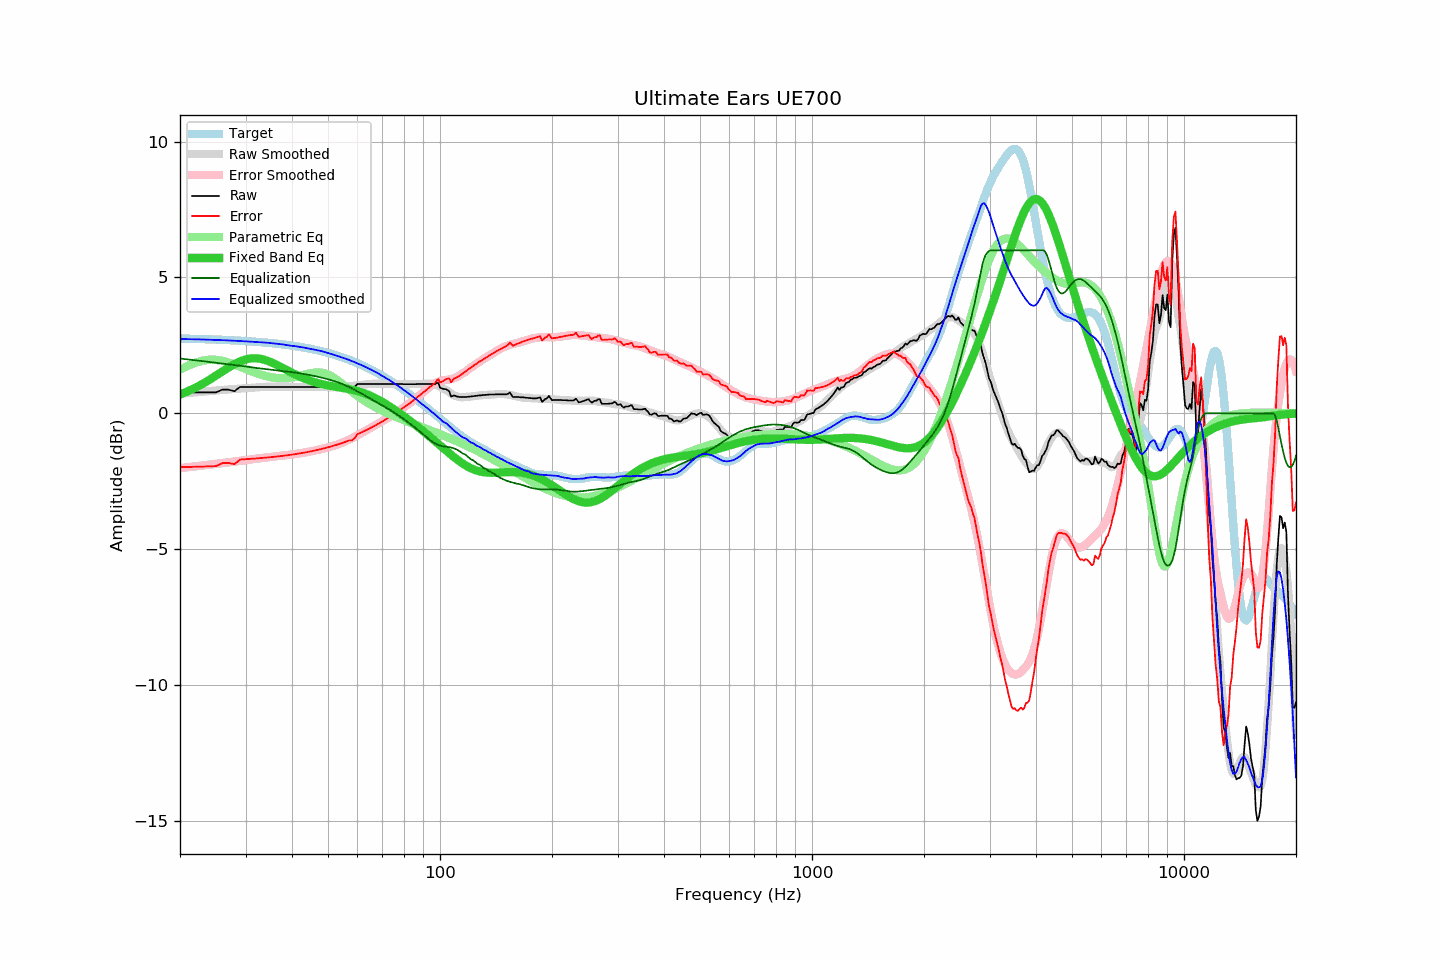 Ultimate Ears UE700
Target
Raw Smoothed
Error Smoothed
Raw
Error
Parametric Eq
Fixed Band Eq
Equalization
Equalized smoothed
10
5
0
−5
−10
−15
Amplitude (dBr)
100
1000
10000
Frequency (Hz)